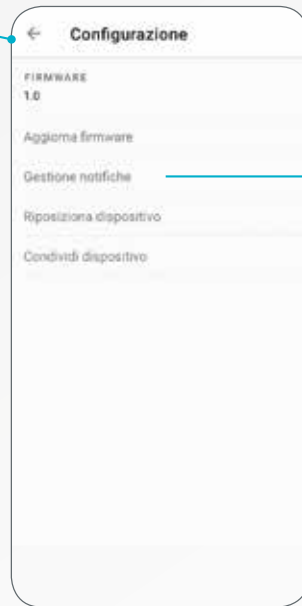 Configurazione
FIRMWARE
1.0
Aggiorna firmware
Gestione notifiche
Riposiziona dispositivo
Condividi dispositivo